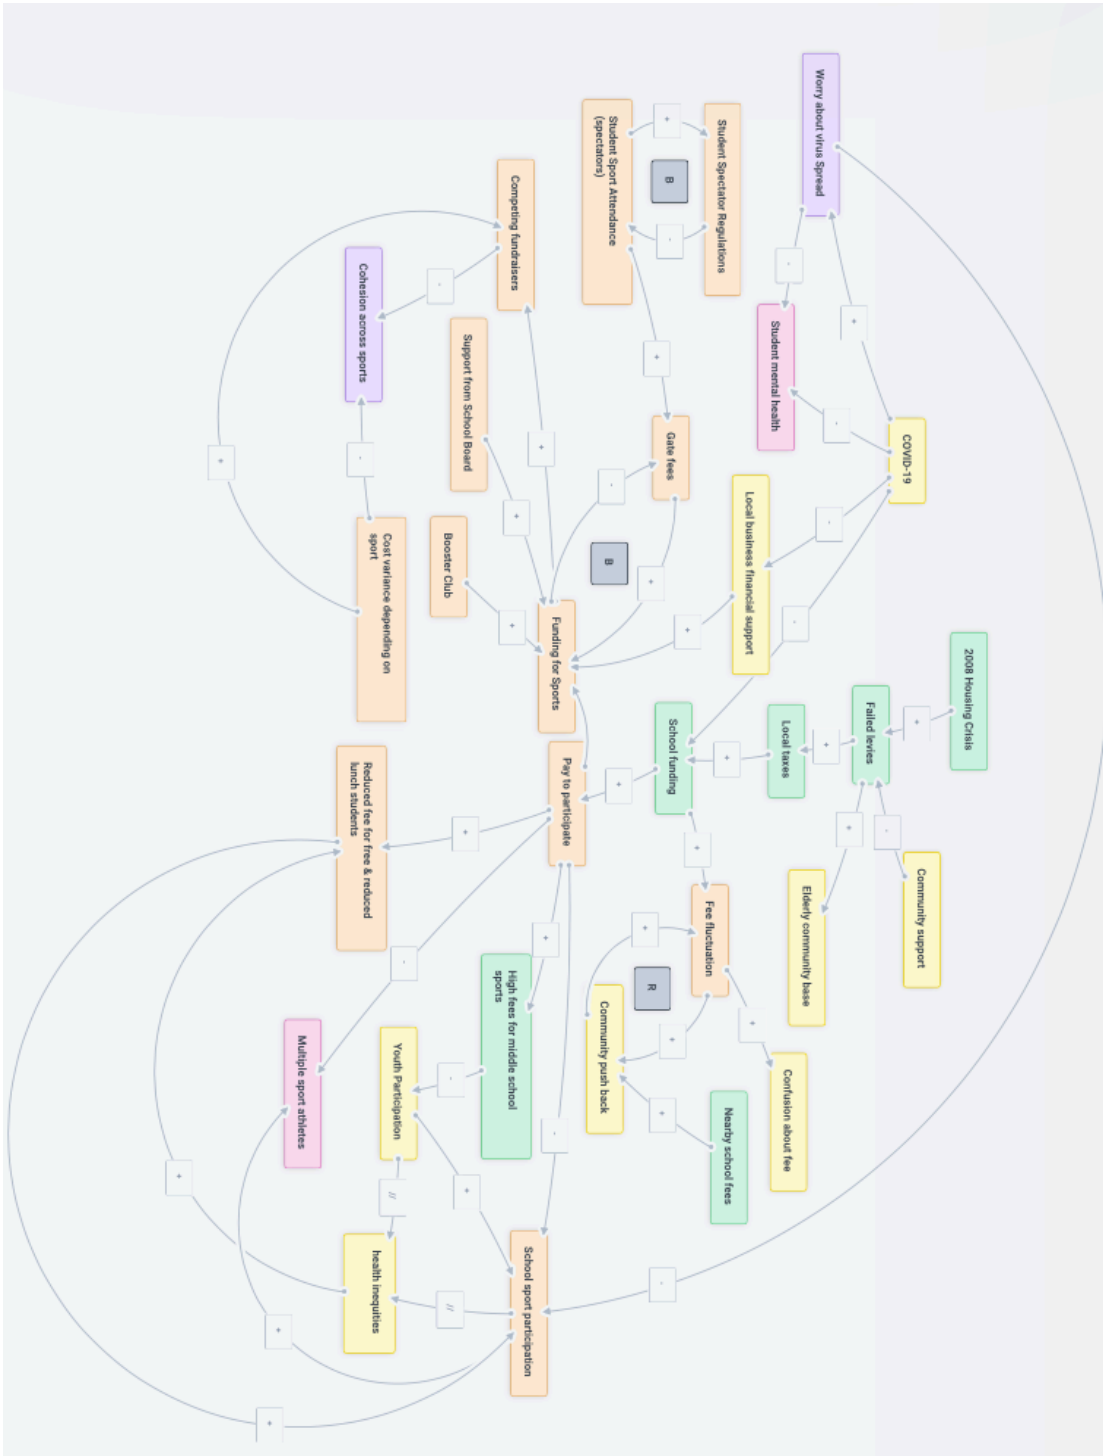 2008 Housing Crisis
Community support
+
COVID-19
-
Failed levies
+
+
-
-
+
Worry about virus Spread
Elderly community base
-
-
Confusion about fee
Local taxes
Student mental health
+
Local business financial support
Nearby school fees
+
Student Spectator Regulations
Fee fluctuation
+
+
School funding
Gate fees
+
-
B
+
-
+
+
R
+
+
+
-
B
Student Sport Attendance
(spectators)
Community push back
Pay to participate
Funding for Sports
-
+
+
School sport participation
+
+
High fees for middle school
sports
Competing fundraisers
Support from School Board
+
+
-
//
Booster Club
-
-
+
Youth Participation
//
Cost variance depending on
sport
health inequities
Cohesion across sports
-
Reduced fee for free & reduced
lunch students
Multiple sport athletes
+
+
+
+